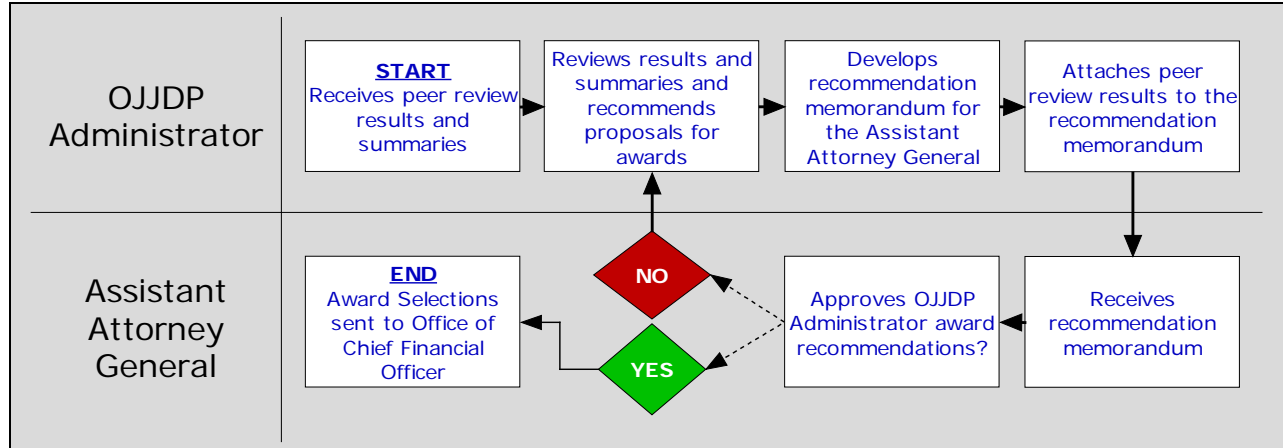 OJJDP
Administrator
START
Receives peer review
results and
summaries
Reviews results and
summaries and
recommends
proposals for
awards
Develops
recommendation
memorandum for
the Assistant
Attorney General
Attaches peer
review results to the
recommendation
memorandum
Assistant
Attorney
General
END
Award Selections
sent to Office of
Chief Financial
Officer
NO
YES
Approves OJJDP
Administrator award
recommendations?
Receives
recommendation
memorandum